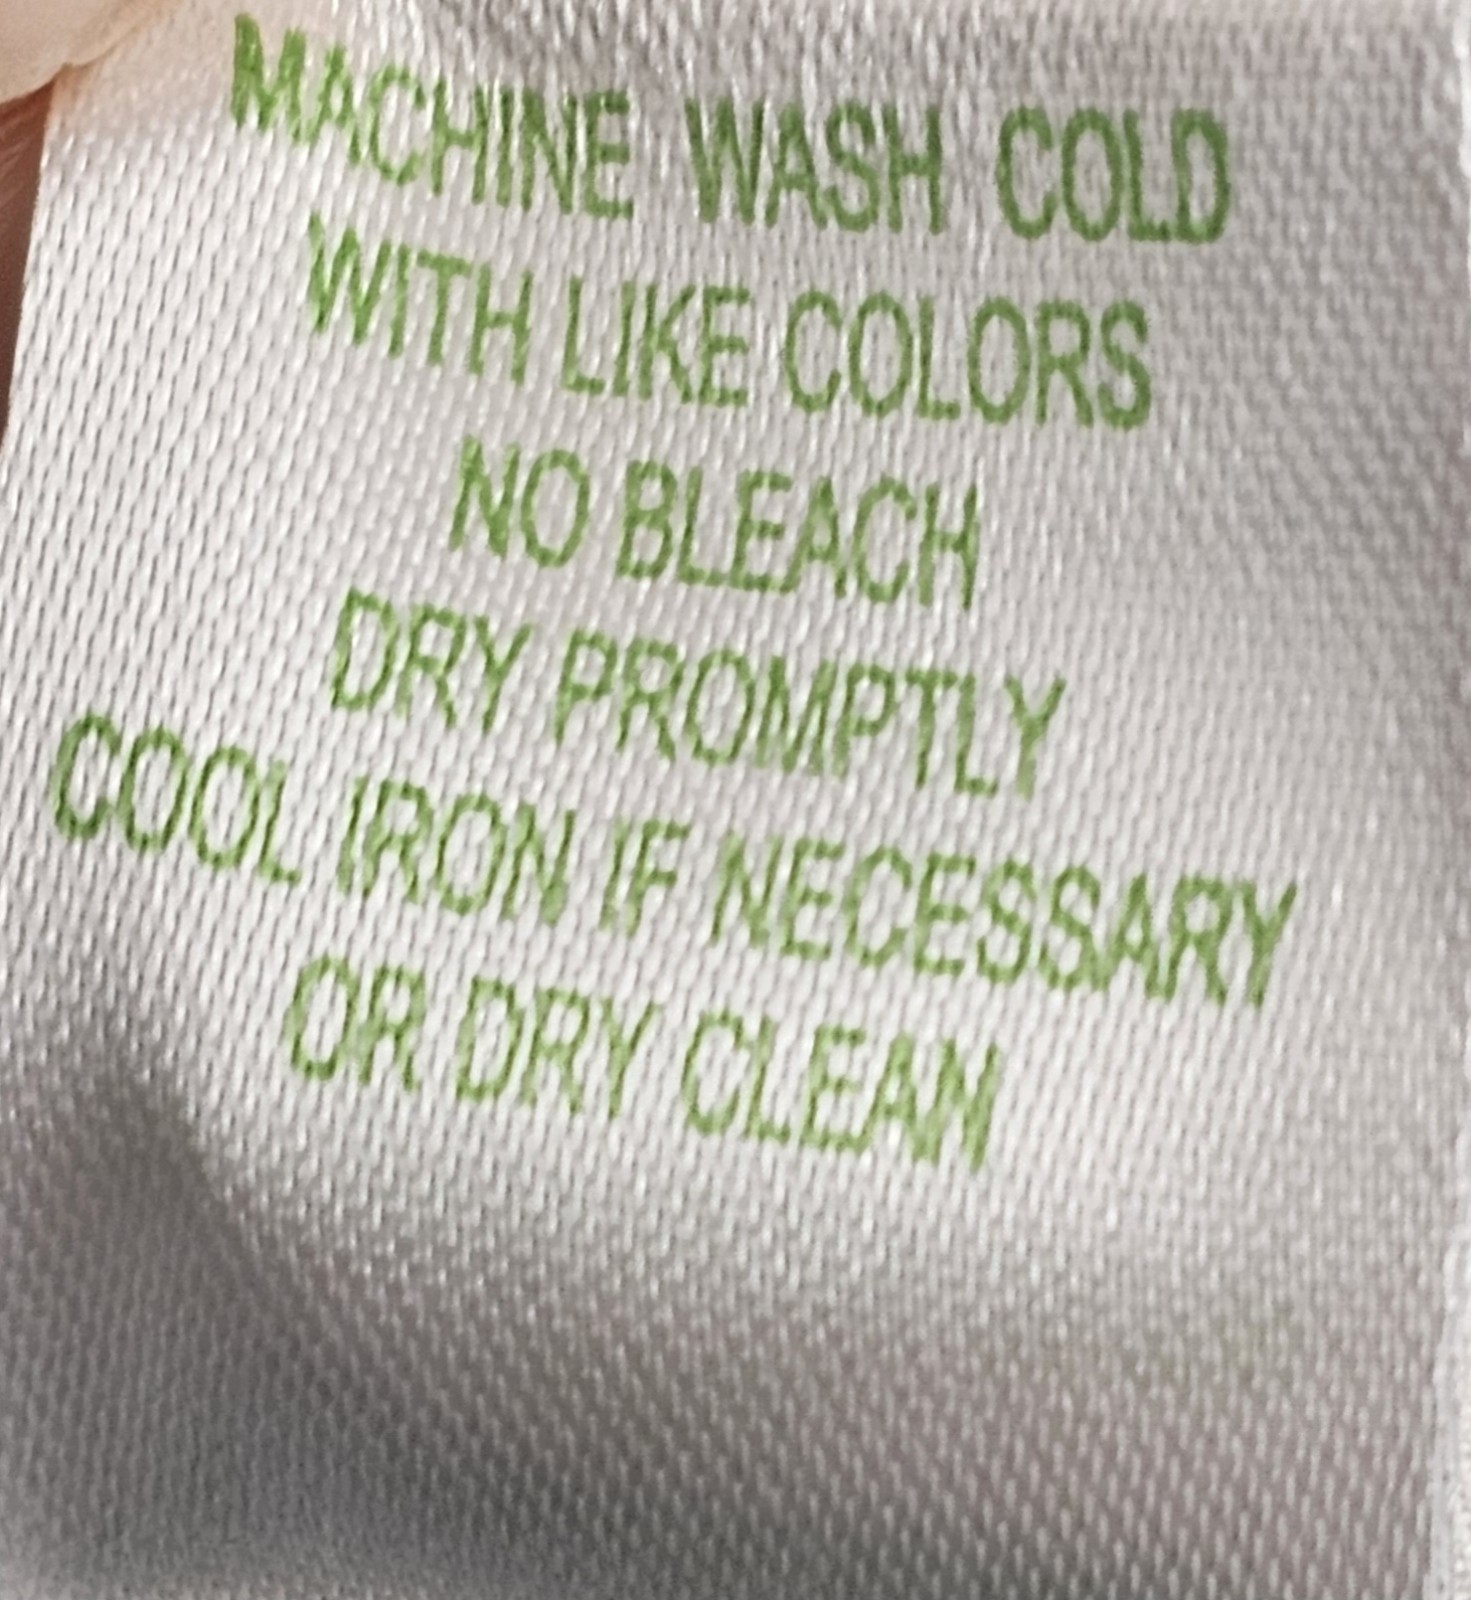 MACHINE WASH COLD
WITH LIKE COLORS
NO BLEACH
DRY PROMPTLY
COOL IRON IF NECESSARY
OR DRY CLEAN